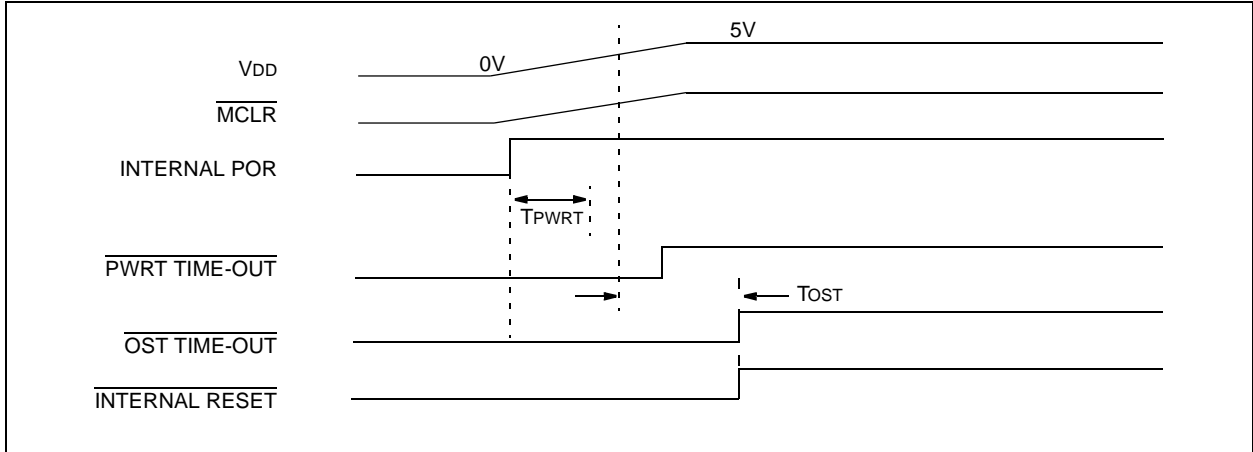 5V
0V
VDD
MCLR
INTERNAL POR
TPWRT
PWRT TIME-OUT
TOST
OST TIME-OUT
INTERNAL RESET